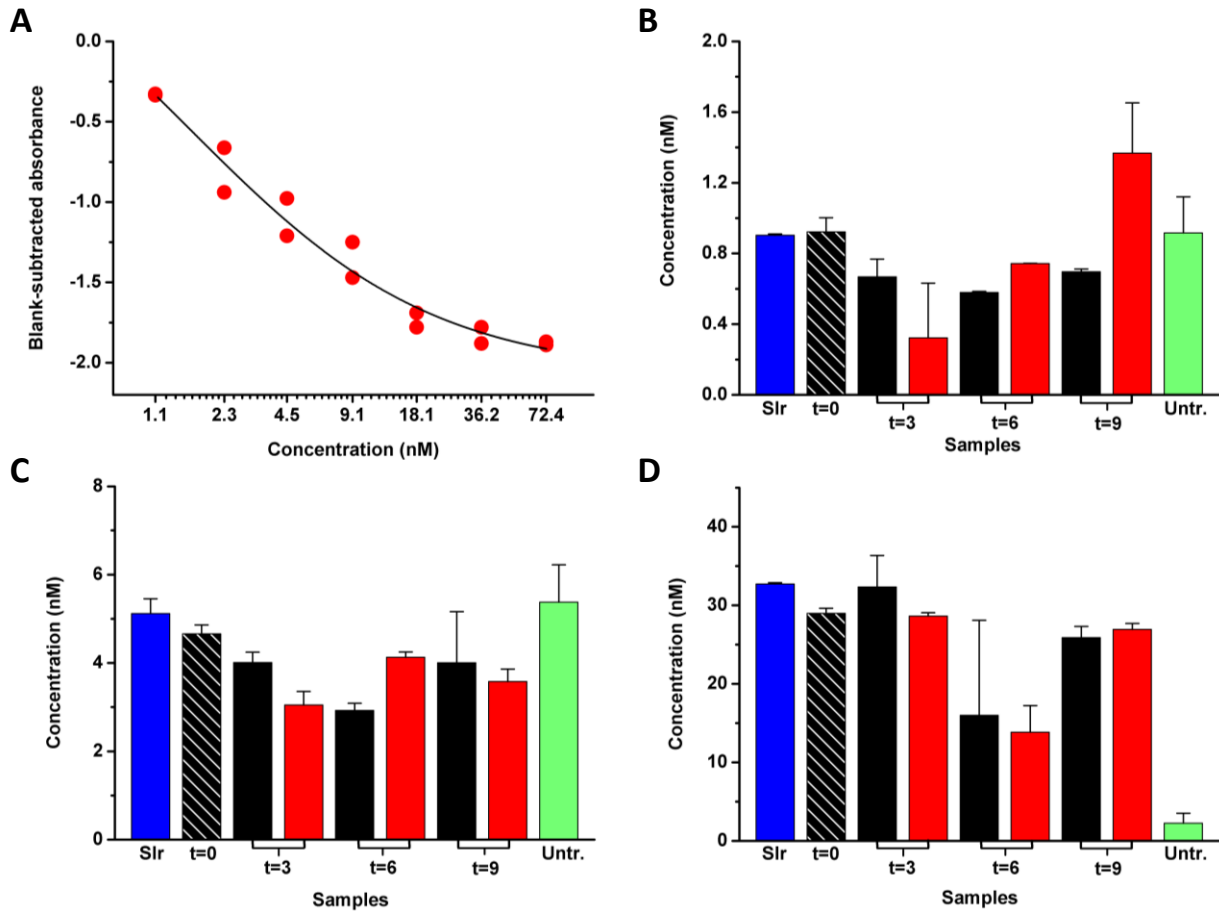 A
0.0
-0.5
-1.0
-1.5
-2.0
Blank-subtracted absorbance
1.1 2.3 4.5 9.1 18.1 36.2 72.4
Concentration (nM)
B
2.0
1.6
1.2
0.8
0.4
0.0
Concentration (nM)
Slr t=0 t=3 t=6 t=9 Untr.
Samples
C
8
6
4
2
0
Concentration (nM)
Slr t=0 t=3 t=6 t=9 Untr.
Samples
D
40
30
20
10
0
Concentration (nM)
Slr t=0 t=3 t=6 t=9 Untr.
Samples